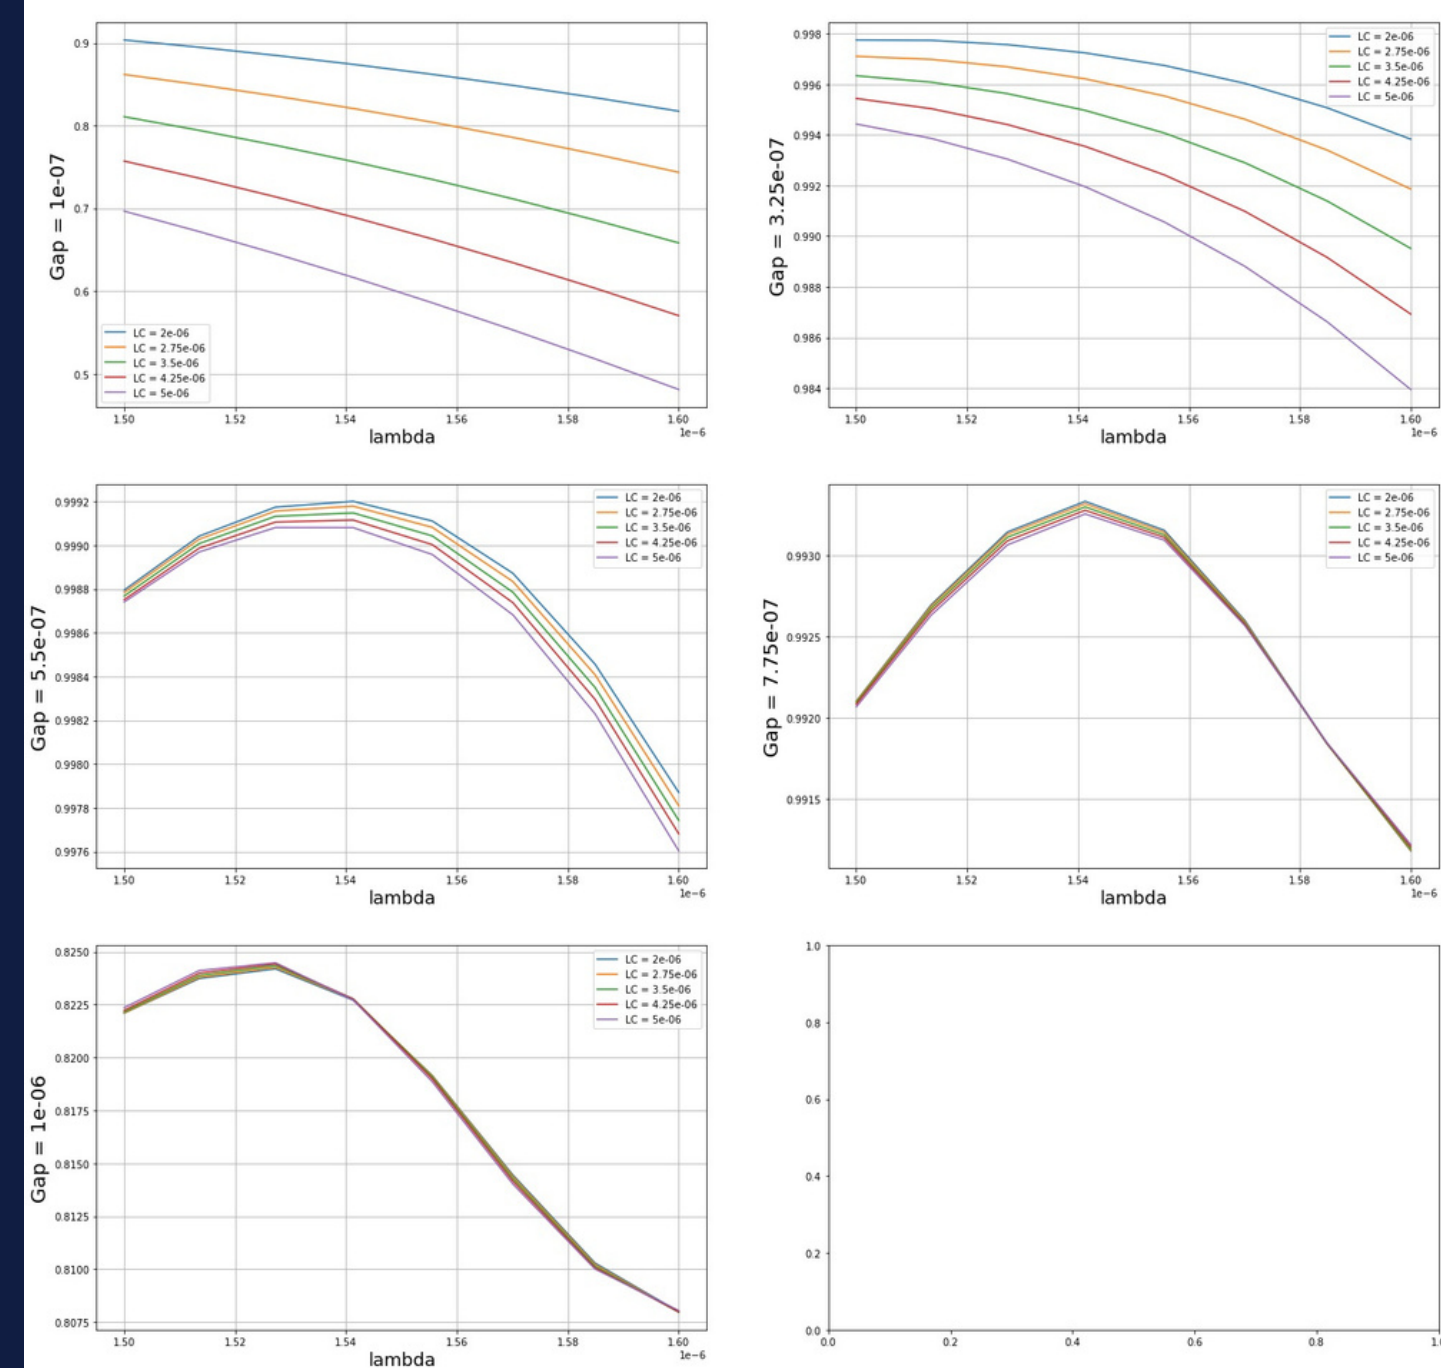 Gap = 1e-07
0.9
0.8
0.7
0.6
0.5
LC = 2e-06
LC = 2.75e-06
LC = 3.5e-06
LC = 4.25e-06
LC = 5e-06
1.50 1.52 1.54 1.56 1.58 1.60
1e-6
lambda
Gap = 3.25e-07
0.998
0.996
0.994
0.992
0.990
0.988
0.986
0.984
LC = 2e-06
LC = 2.75e-06
LC = 3.5e-06
LC = 4.25e-06
LC = 5e-06
1.50 1.52 1.54 1.56 1.58 1.60
1e-6
lambda
Gap = 5.5e-07
0.9992
0.9990
0.9988
0.9986
0.9984
0.9982
0.9980
0.9978
0.9976
LC = 2e-06
LC = 2.75e-06
LC = 3.5e-06
LC = 4.25e-06
LC = 5e-06
1.50 1.52 1.54 1.56 1.58 1.60
1e-6
lambda
Gap = 7.75e-07
0.9930
0.9925
0.9920
0.9915
LC = 2e-06
LC = 2.75e-06
LC = 3.5e-06
LC = 4.25e-06
LC = 5e-06
1.50 1.52 1.54 1.56 1.58 1.60
1e-6
lambda
Gap = 1e-06
0.8250
0.8225
0.8200
0.8175
0.8150
0.8125
0.8100
0.8075
LC = 2e-06
LC = 2.75e-06
LC = 3.5e-06
LC = 4.25e-06
LC = 5e-06
1.50 1.52 1.54 1.56 1.58 1.60
1e-6
lambda
1.0
0.8
0.6
0.4
0.2
0.0
0.0 0.2 0.4 0.6 0.8